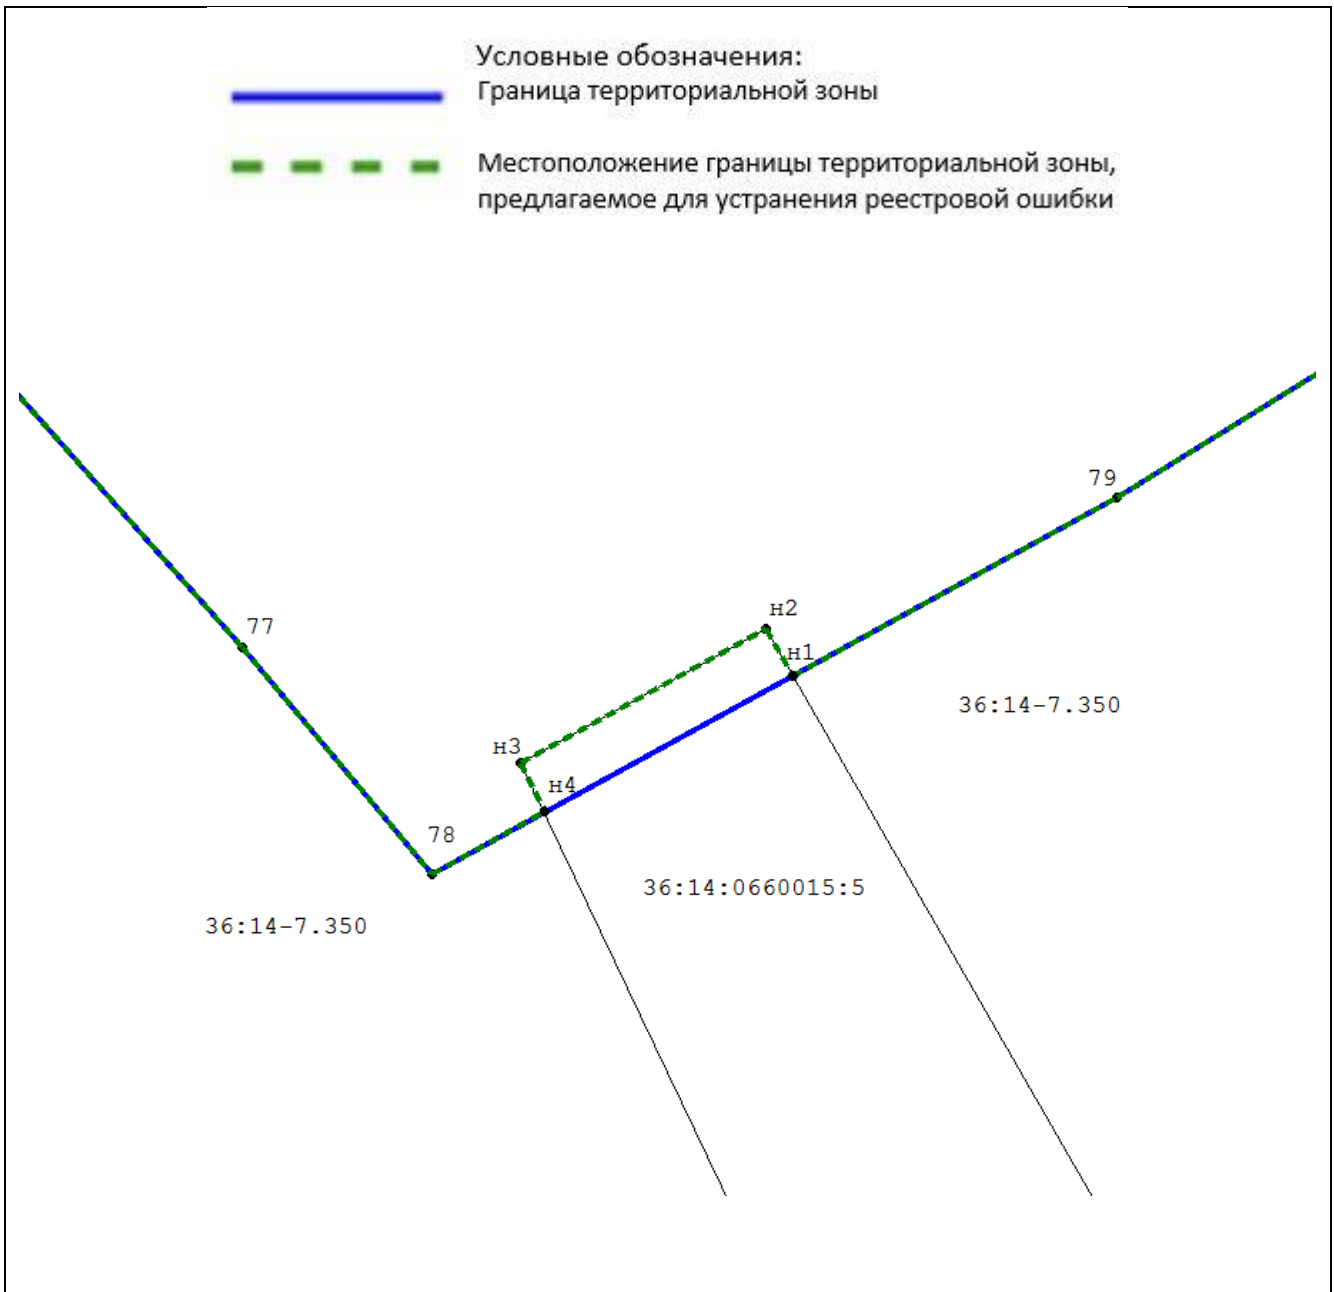 Условные обозначения:
Граница территориальной зоны
Местоположение границы территориальной зоны,
предлагаемое для устранения реестровой ошибки
79
н2
77
н1
36:14-7.350
н3
н4
78
36:14:0660015:5
36:14-7.350